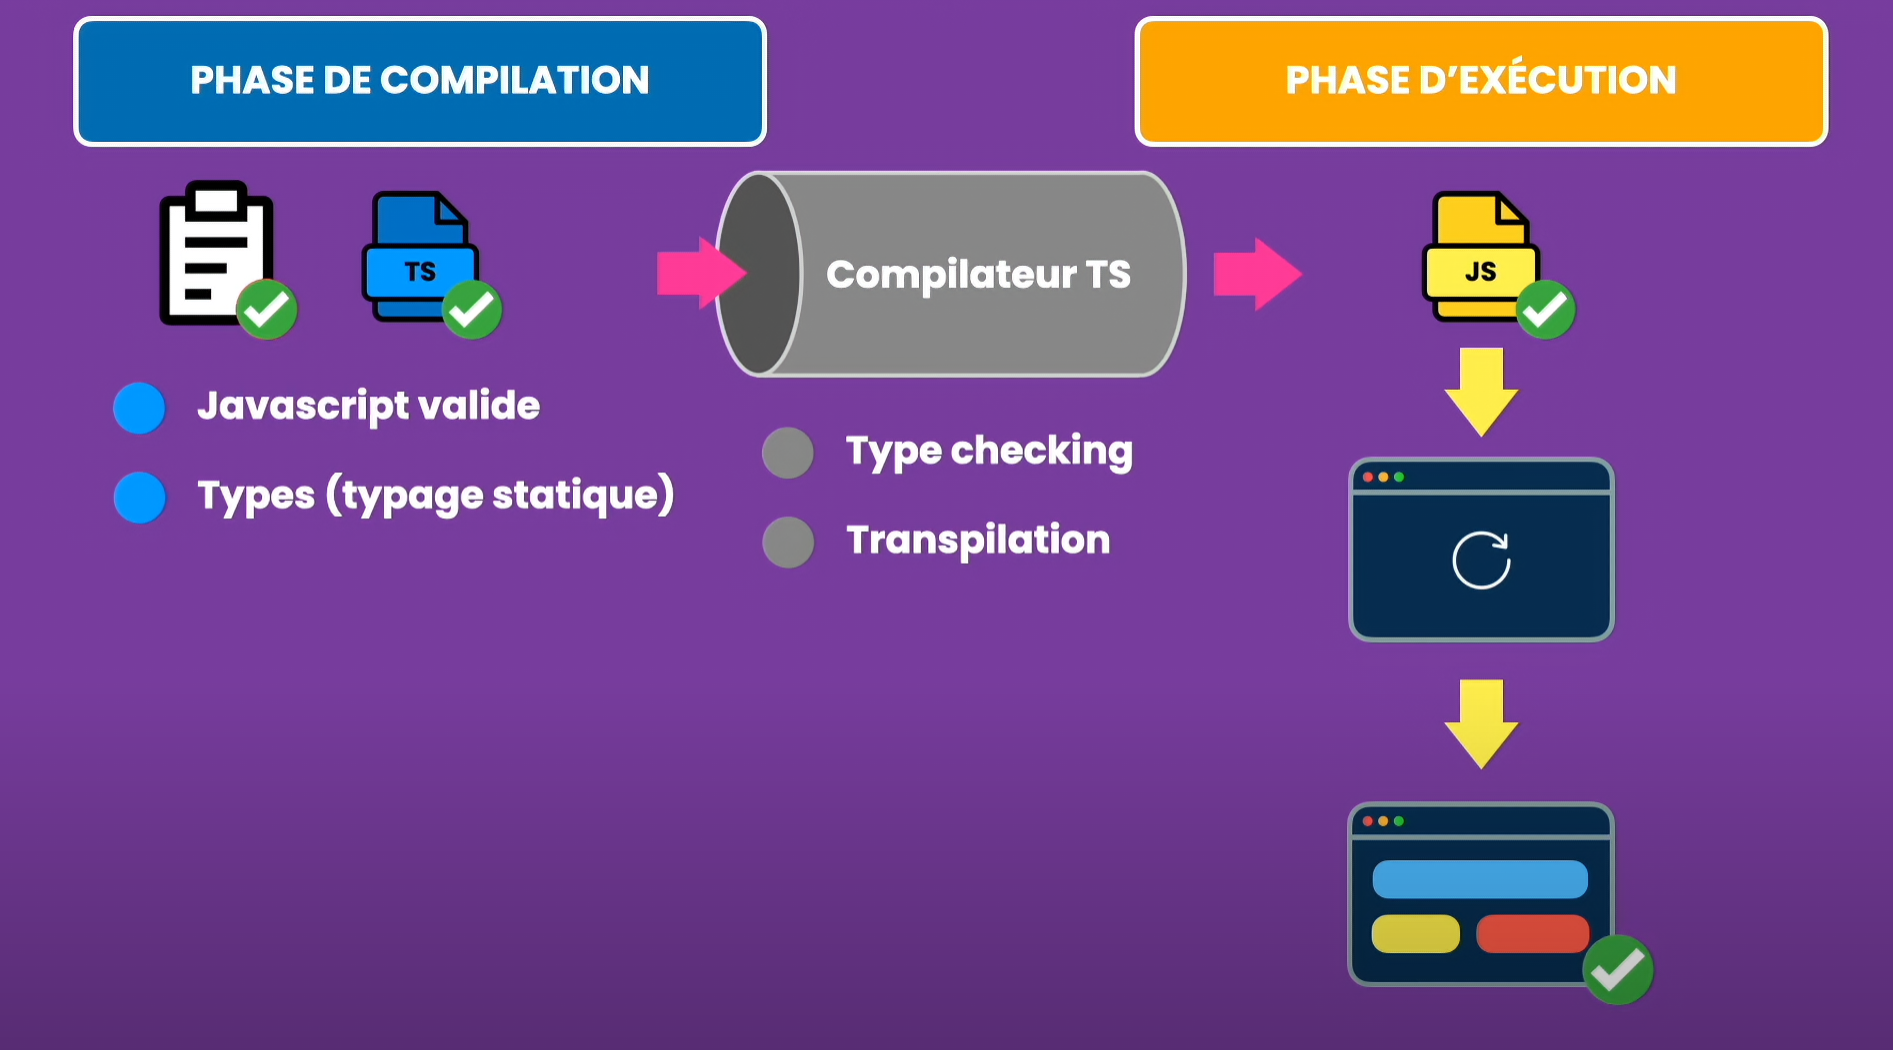 PHASE DE COMPILATION
PHASE D'EXÉCUTION
TS
Compilateur TS
JS
Javascript valide
Types (typage statique)
Type checking
Transpilation